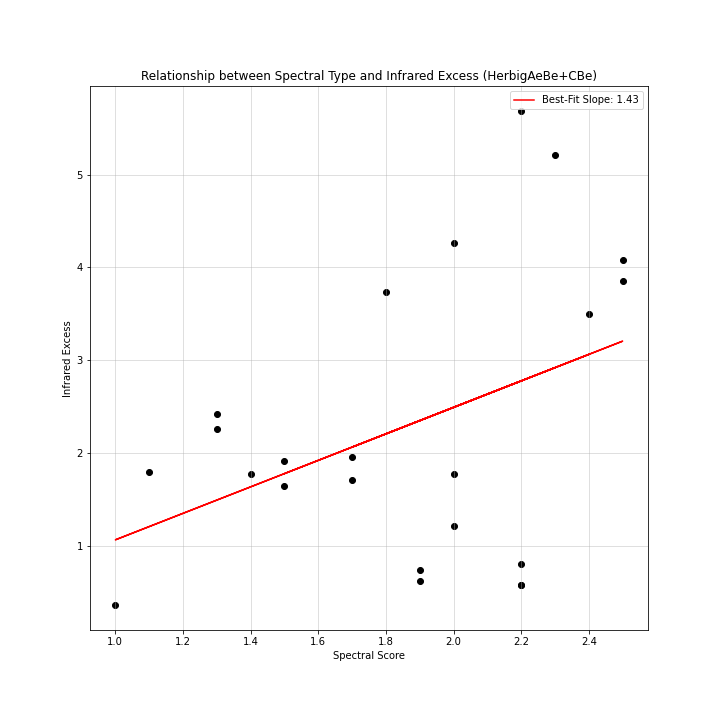 Relationship between Spectral Type and Infrared Excess (HerbigAeBe+CBe)
Best-Fit Slope: 1.43
Infrared Excess
5
4
3
2
1
1.0 1.2 1.4 1.6 1.8 2.0 2.2 2.4
Spectral Score